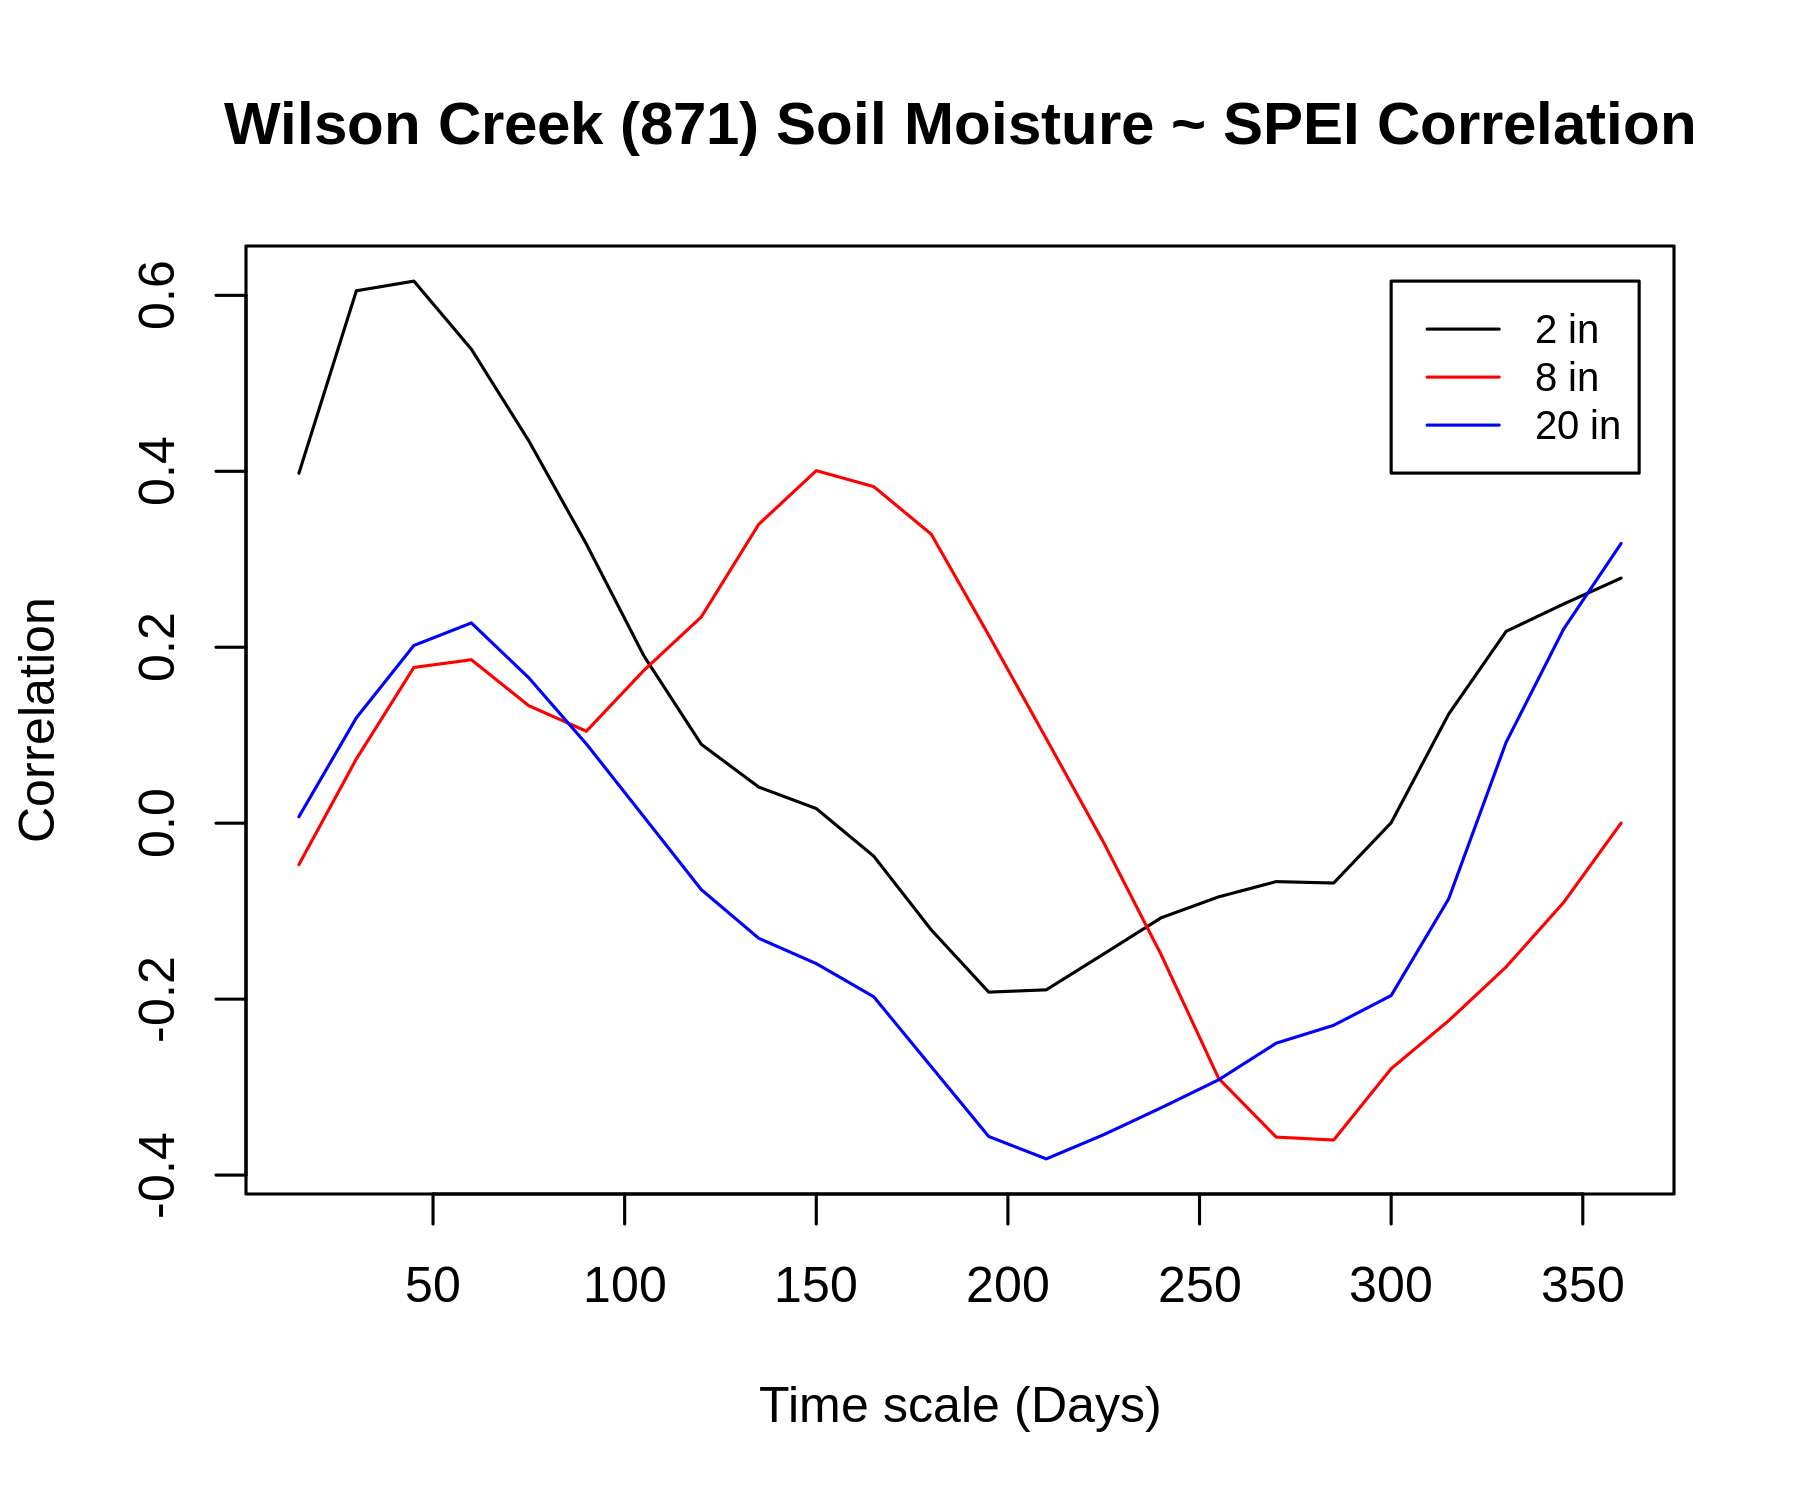 Wilson Creek (871) Soil Moisture ~ SPEI Correlation
2 in
8 in
20 in
Correlation
0.6
0.4
0.2
0.0
-0.2
-0.4
50 100 150 200 250 300 350
Time scale (Days)